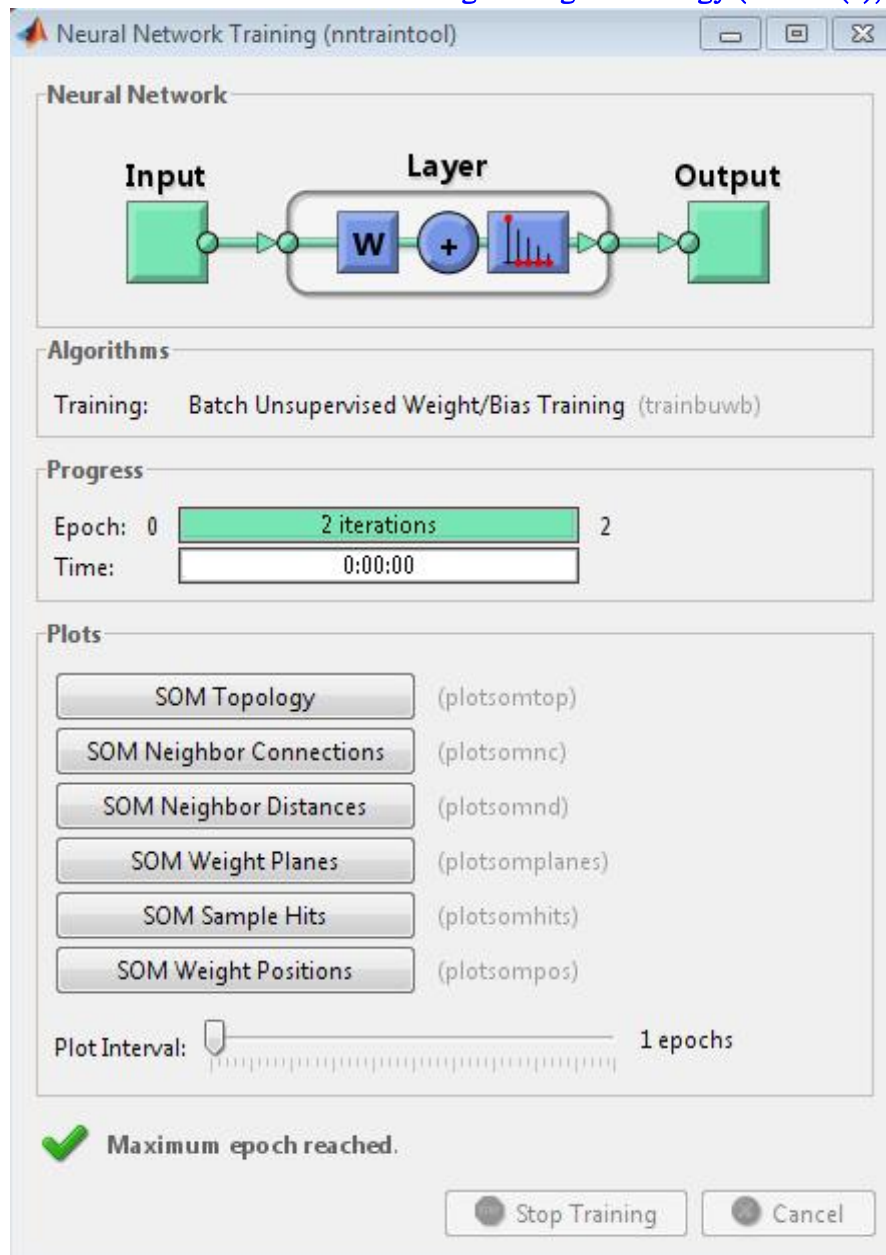 Neural Network Training (nntraintool)
Neural Network
Input
Layer
Output
W
+
Algorithms
Training: Batch Unsupervised Weight/Bias Training (trainbuwb)
Progress
Epoch: 0 2 iterations 2
Time: 0:00:00
Plots
SOM Topology (plotsomtop)
SOM Neighbor Connections (plotsomnc)
SOM Neighbor Distances (plotsomnd)
SOM Weight Planes (plotsomplanes)
SOM Sample Hits (plotsomhits)
SOM Weight Positions (plotsompos)
Plot Interval: 1 epochs
Maximum epoch reached.
Stop Training Cancel